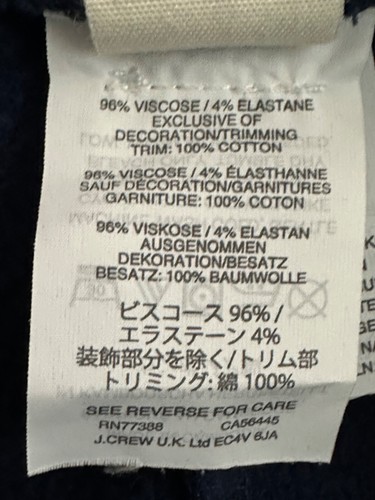 96% VISCOSE / 4% ELASTANE
EXCLUSIVE OF
DECORATION/TRIMMING
TRIM: 100% COTTON
96% VISCOSE / 4% ÉLASTHANNE
SAUF DÉCORATION/GARNITURES
GARNITURE: 100% COTON
96% VISKOSE / 4% ELASTAN
AUSGENOMMEN
DEKORATION/BESATZ
BESATZ: 100% BAUMWOLLE
ビスコース 96% /
エラステーン 4%
装飾部分を除く/トリム部
トリミング: 綿 100%
SEE REVERSE FOR CARE
RN77388 CA56445
J.CREW U.K. Ltd EC4V 6JA